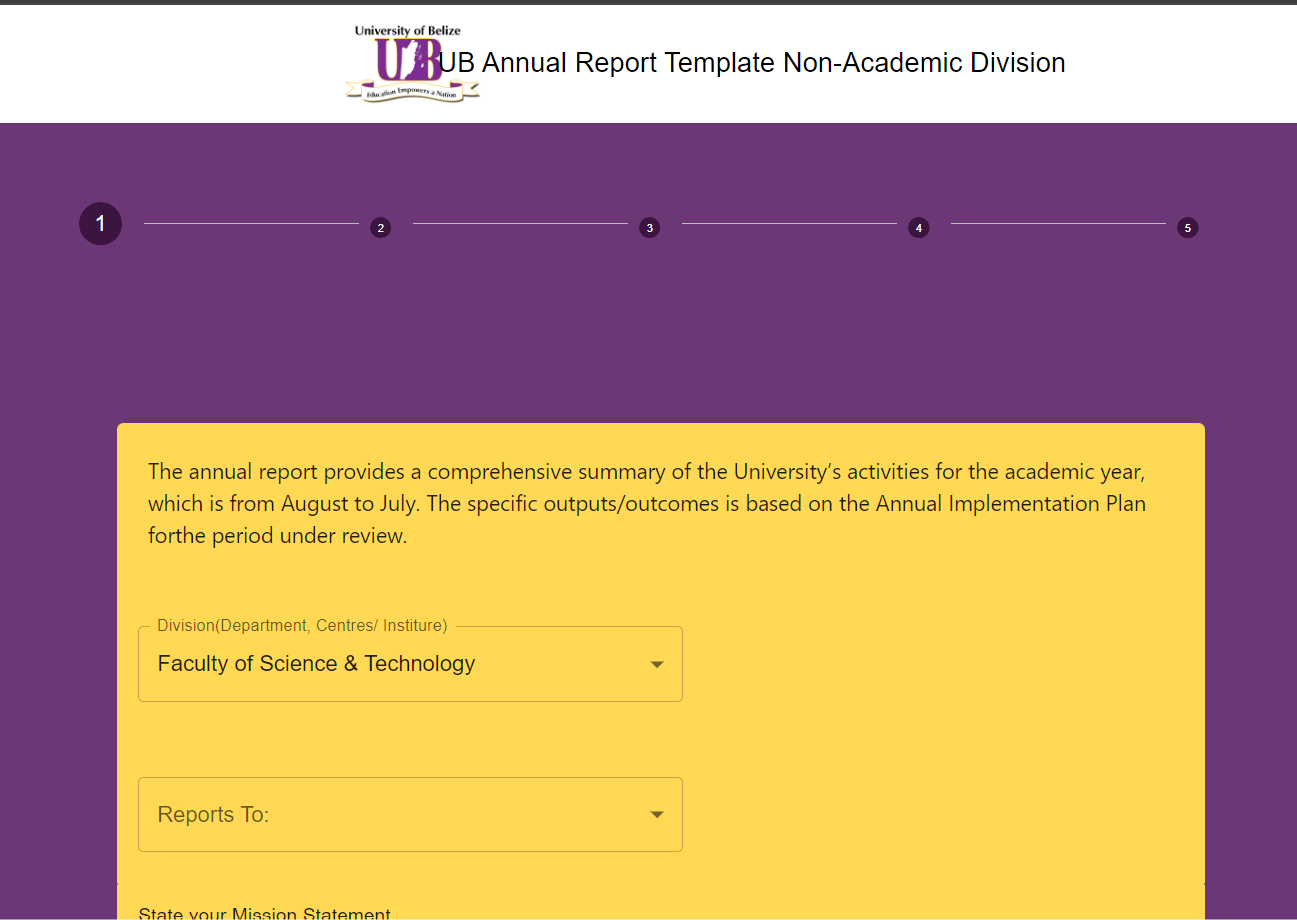 University of Belize
UB
Education Empowers a Nation
UB Annual Report Template Non-Academic Division
1
2
3
4
5
The annual report provides a comprehensive summary of the University’s activities for the academic year,
which is from August to July. The specific outputs/outcomes is based on the Annual Implementation Plan
forthe period under review.
Division(Department, Centres/ Institure)
Faculty of Science & Technology
Reports To:
State your Mission Statement